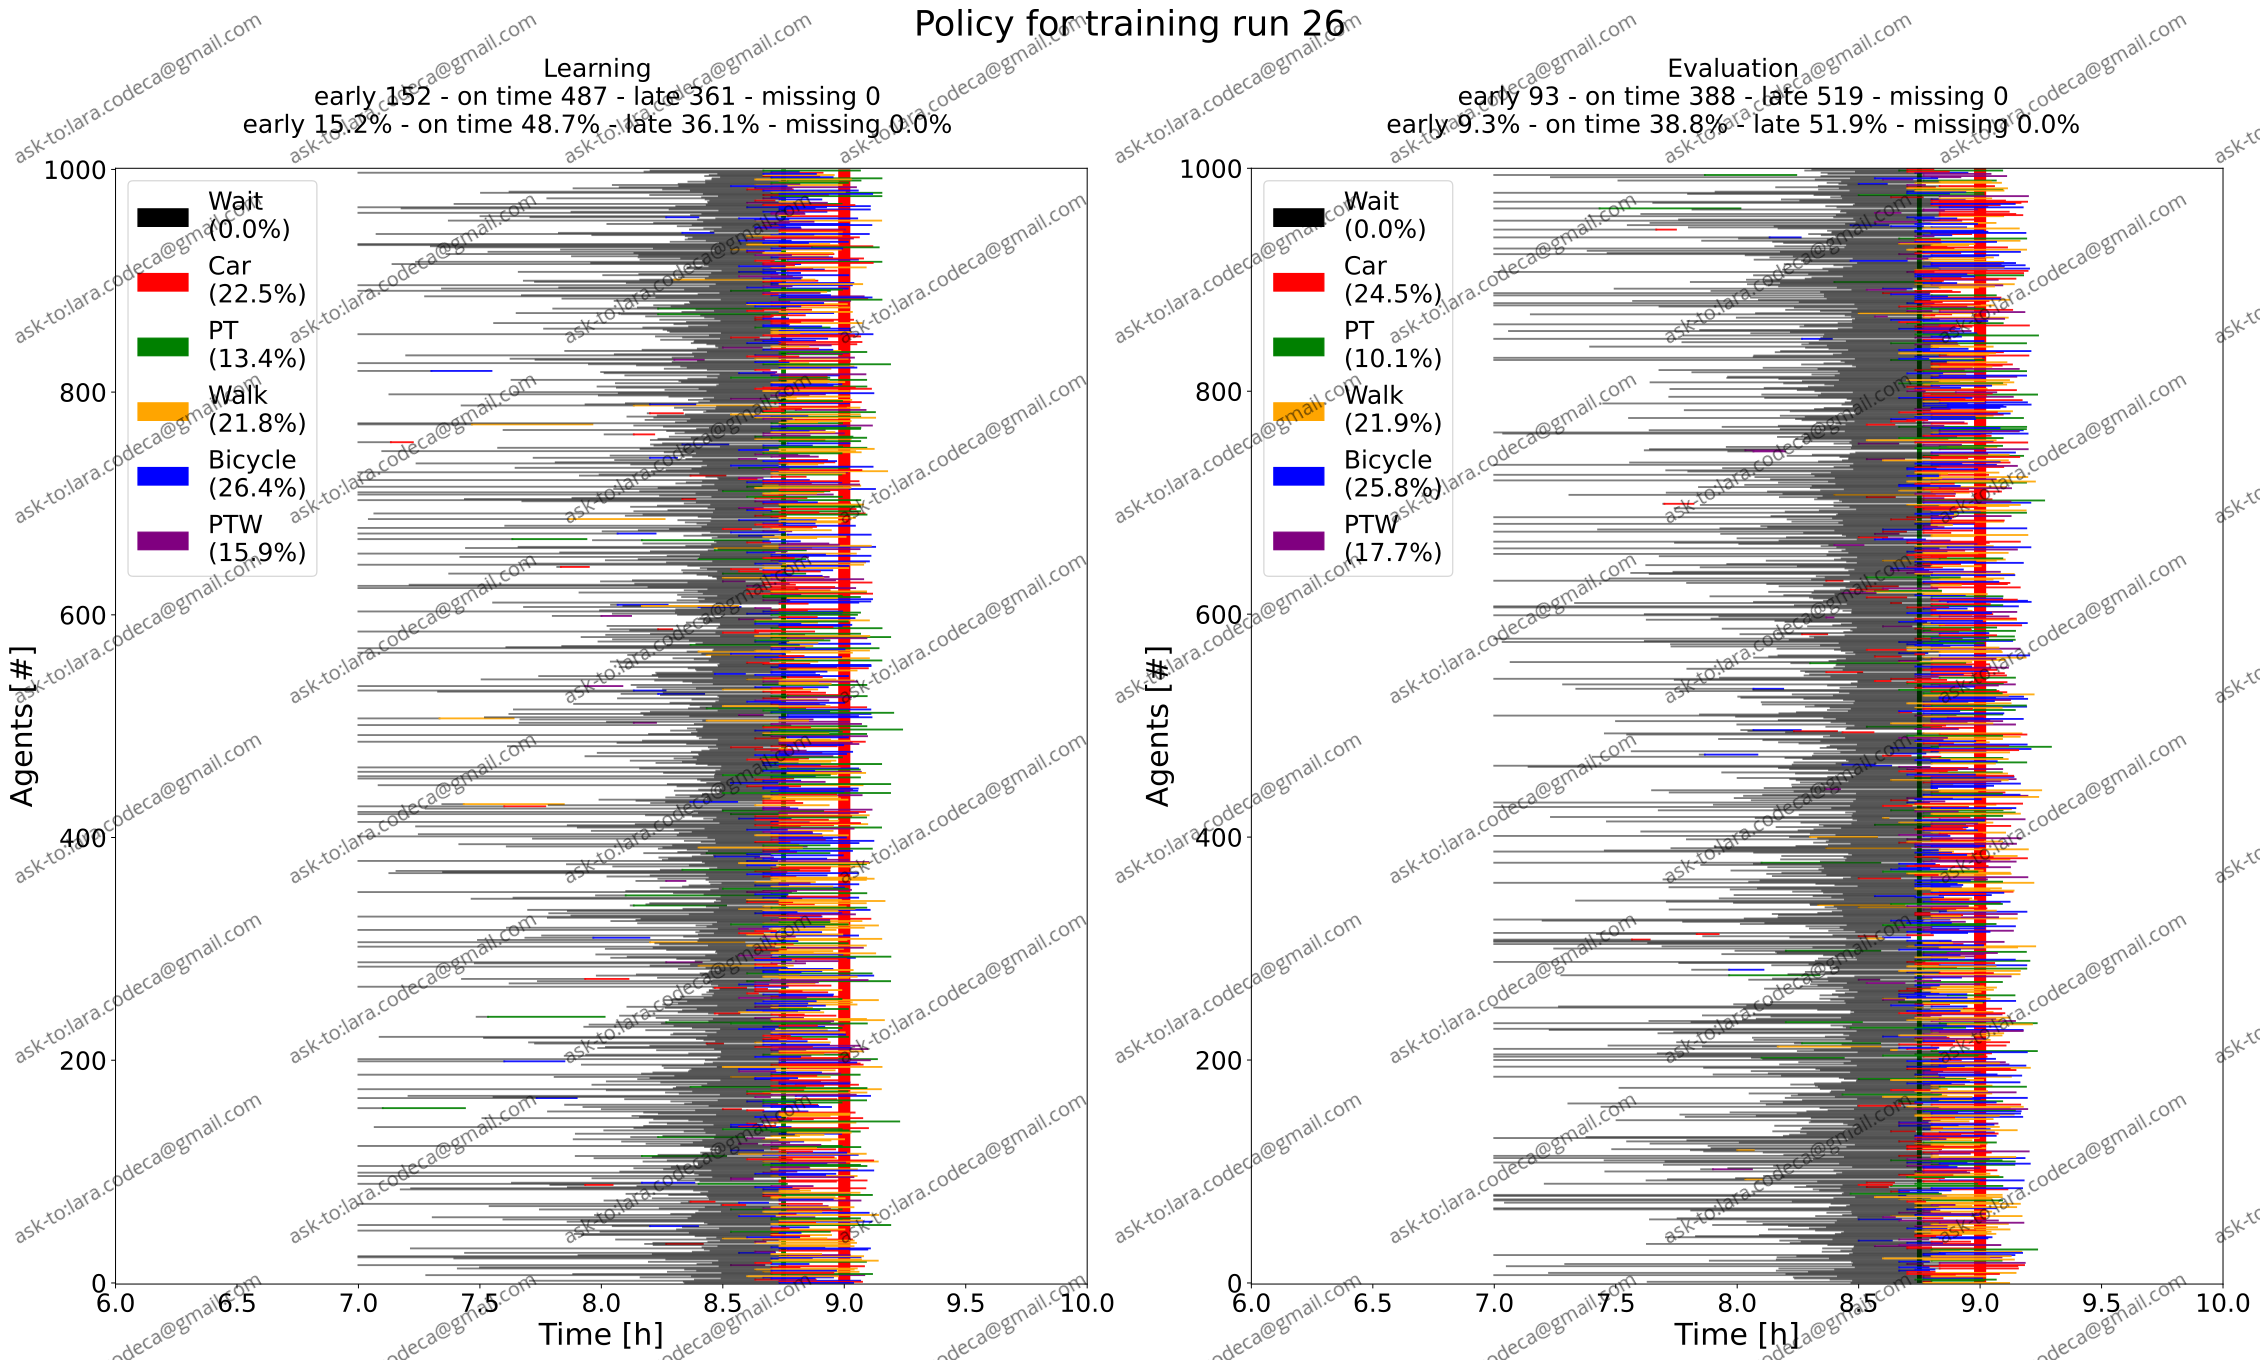 Policy for training run 26
Learning
early 152 - on time 487 - late 361 - missing 0
early 15.2% - on time 48.7% - late 36.1% - missing 0.0%
Agents [#]
1000
800
600
400
200
0
Wait
(0.0%)
Car
(22.5%)
PT
(13.4%)
Walk
(21.8%)
Bicycle
(26.4%)
PTW
(15.9%)
6.0 6.5 7.0 7.5 8.0 8.5 9.0 9.5 10.0
Time [h]
Evaluation
early 93 - on time 388 - late 519 - missing 0
early 9.3% - on time 38.8% - late 51.9% - missing 0.0%
Agents [#]
1000
800
600
400
200
0
Wait
(0.0%)
Car
(24.5%)
PT
(10.1%)
Walk
(21.9%)
Bicycle
(25.8%)
PTW
(17.7%)
6.0 6.5 7.0 7.5 8.0 8.5 9.0 9.5 10.0
Time [h]
ask-to:lara.codeca@gmail.com